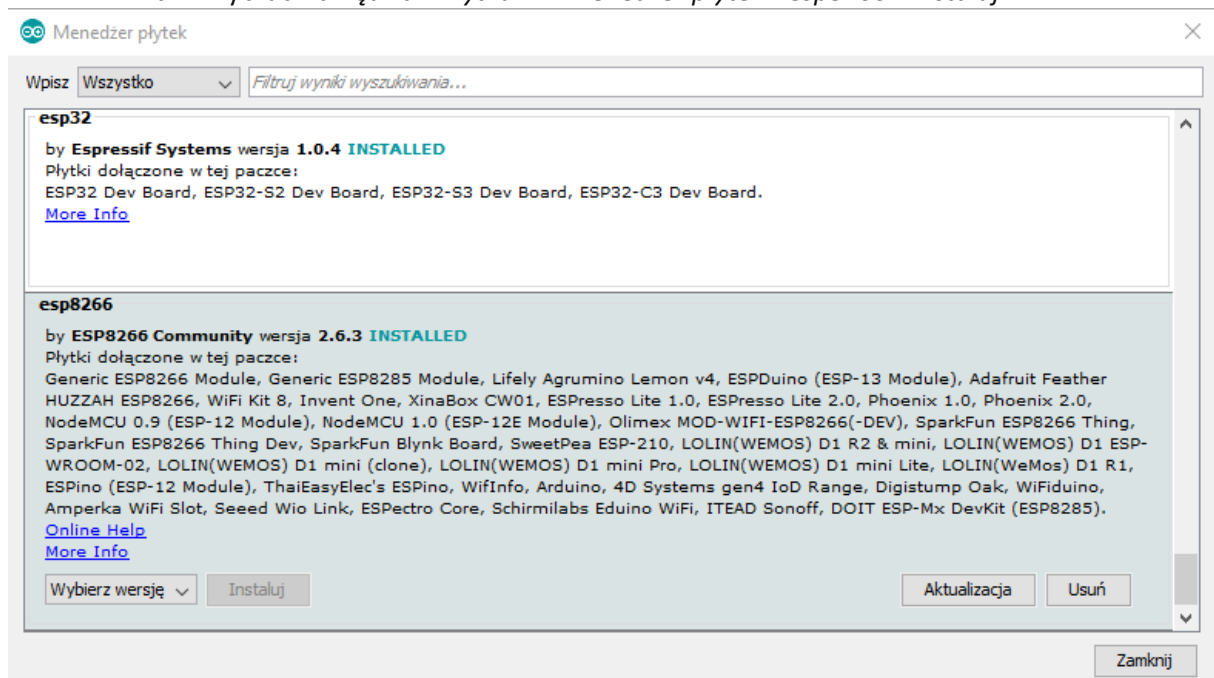 Menedżer płytek
Wpisz Wszystko Filtruj wyniki wyszukiwania...
esp32
by Espressif Systems wersja 1.0.4 INSTALLED
Płytki dołączone w tej paczce:
ESP32 Dev Board, ESP32-S2 Dev Board, ESP32-S3 Dev Board, ESP32-C3 Dev Board.
More Info
esp8266
by ESP8266 Community wersja 2.6.3 INSTALLED
Płytki dołączone w tej paczce:
Generic ESP8266 Module, Generic ESP8285 Module, Lifely Agrumino Lemon v4, ESPDuino (ESP-13 Module), Adafruit Feather
HUZZAH ESP8266, WiFi Kit 8, Invent One, XinaBox CW01, ESPresso Lite 1.0, ESPresso Lite 2.0, Phoenix 1.0, Phoenix 2.0,
NodeMCU 0.9 (ESP-12 Module), NodeMCU 1.0 (ESP-12E Module), Olimex MOD-WIFI-ESP8266(-DEV), SparkFun ESP8266 Thing,
SparkFun ESP8266 Thing Dev, SparkFun Blynk Board, SweetPea ESP-210, LOLIN(WEMOS) D1 R2 & mini, LOLIN(WEMOS) D1 ESP-
WROOM-02, LOLIN(WEMOS) D1 mini (clone), LOLIN(WEMOS) D1 mini Pro, LOLIN(WEMOS) D1 mini Lite, LOLIN(WeMos) D1 R1,
ESPino (ESP-12 Module), ThaiEasyElec's ESPino, WifInfo, Arduino, 4D Systems gen4 IoD Range, Digistump Oak, WiFiduino,
Amperka WiFi Slot, Seeed Wio Link, ESPectro Core, Schirmilabs Eduino WiFi, ITEAD Sonoff, DOIT ESP-Mx DevKit (ESP8285).
Online Help
More Info
Wybierz wersję Instaluj Aktualizacja Usuń
Zamknij